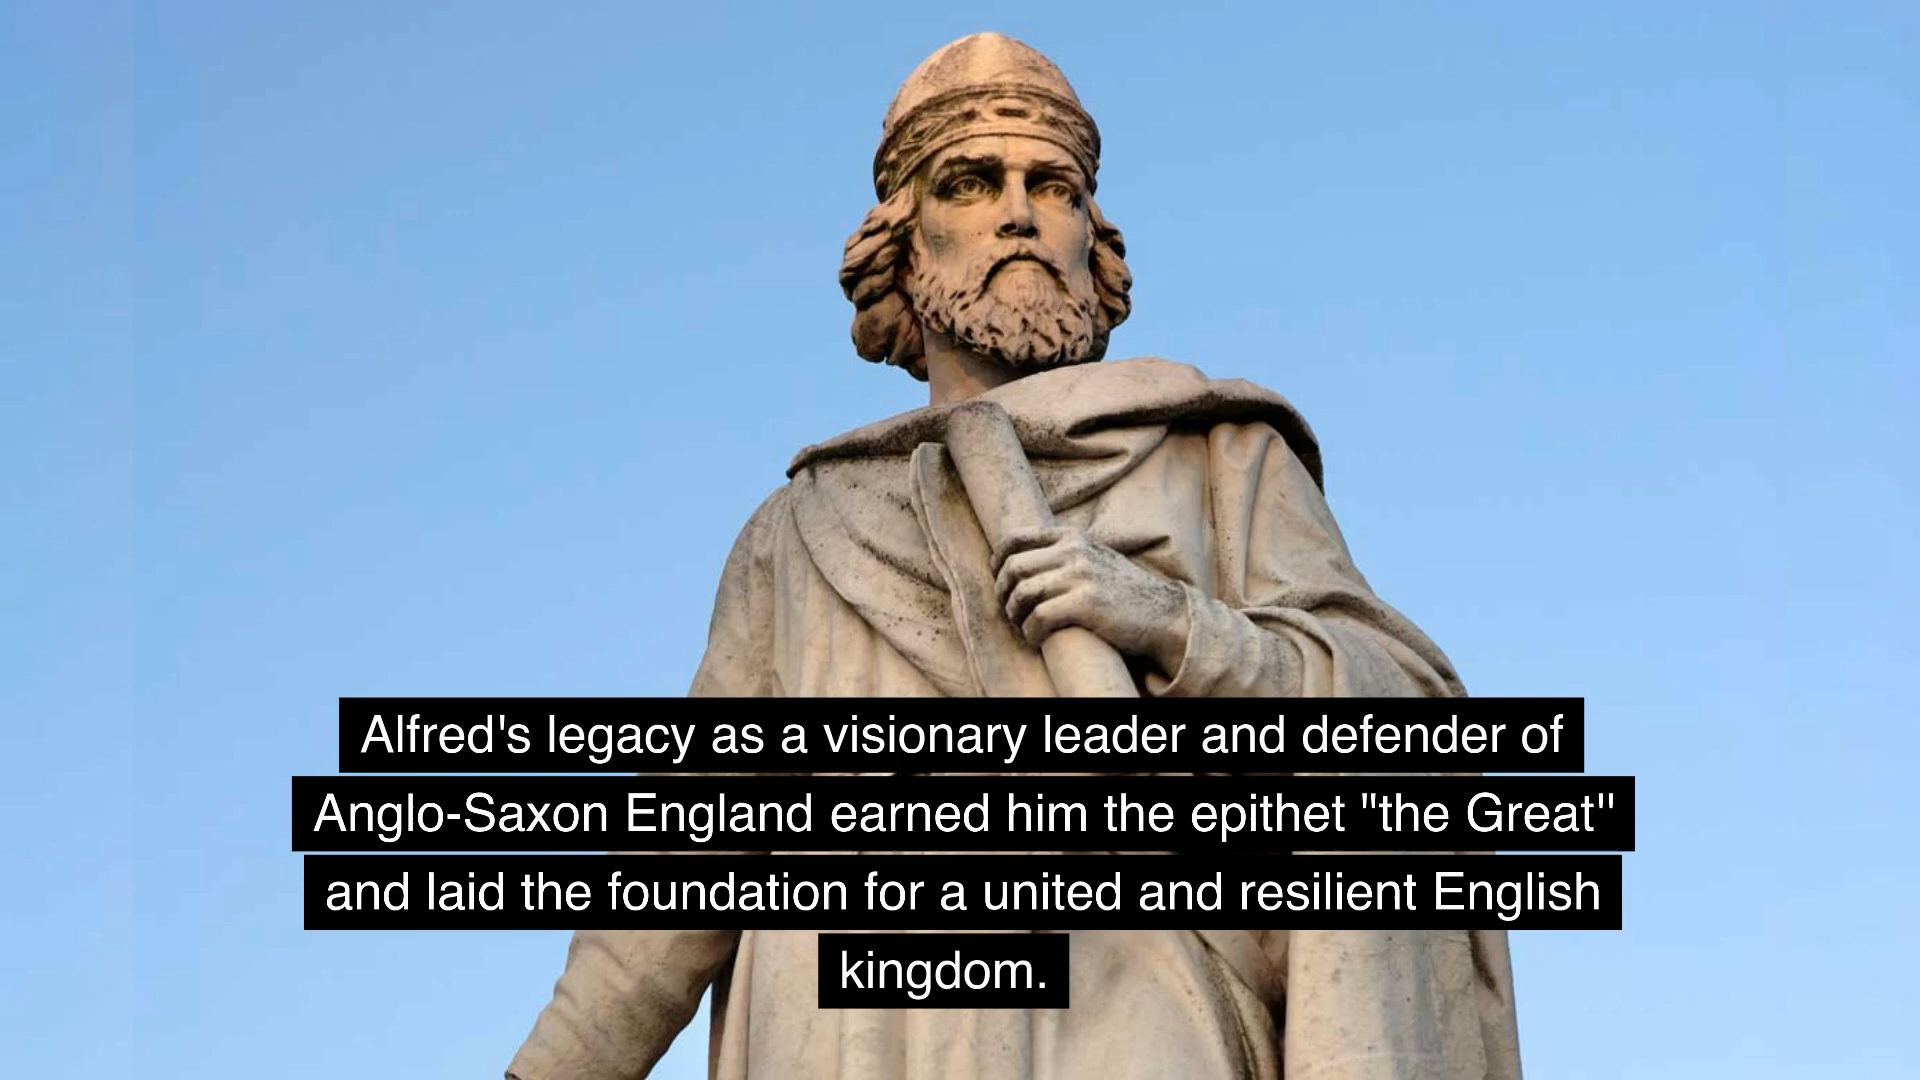 Alfred's legacy as a visionary leader and defender of
Anglo-Saxon England earned him the epithet "the Great"
and laid the foundation for a united and resilient English
kingdom.